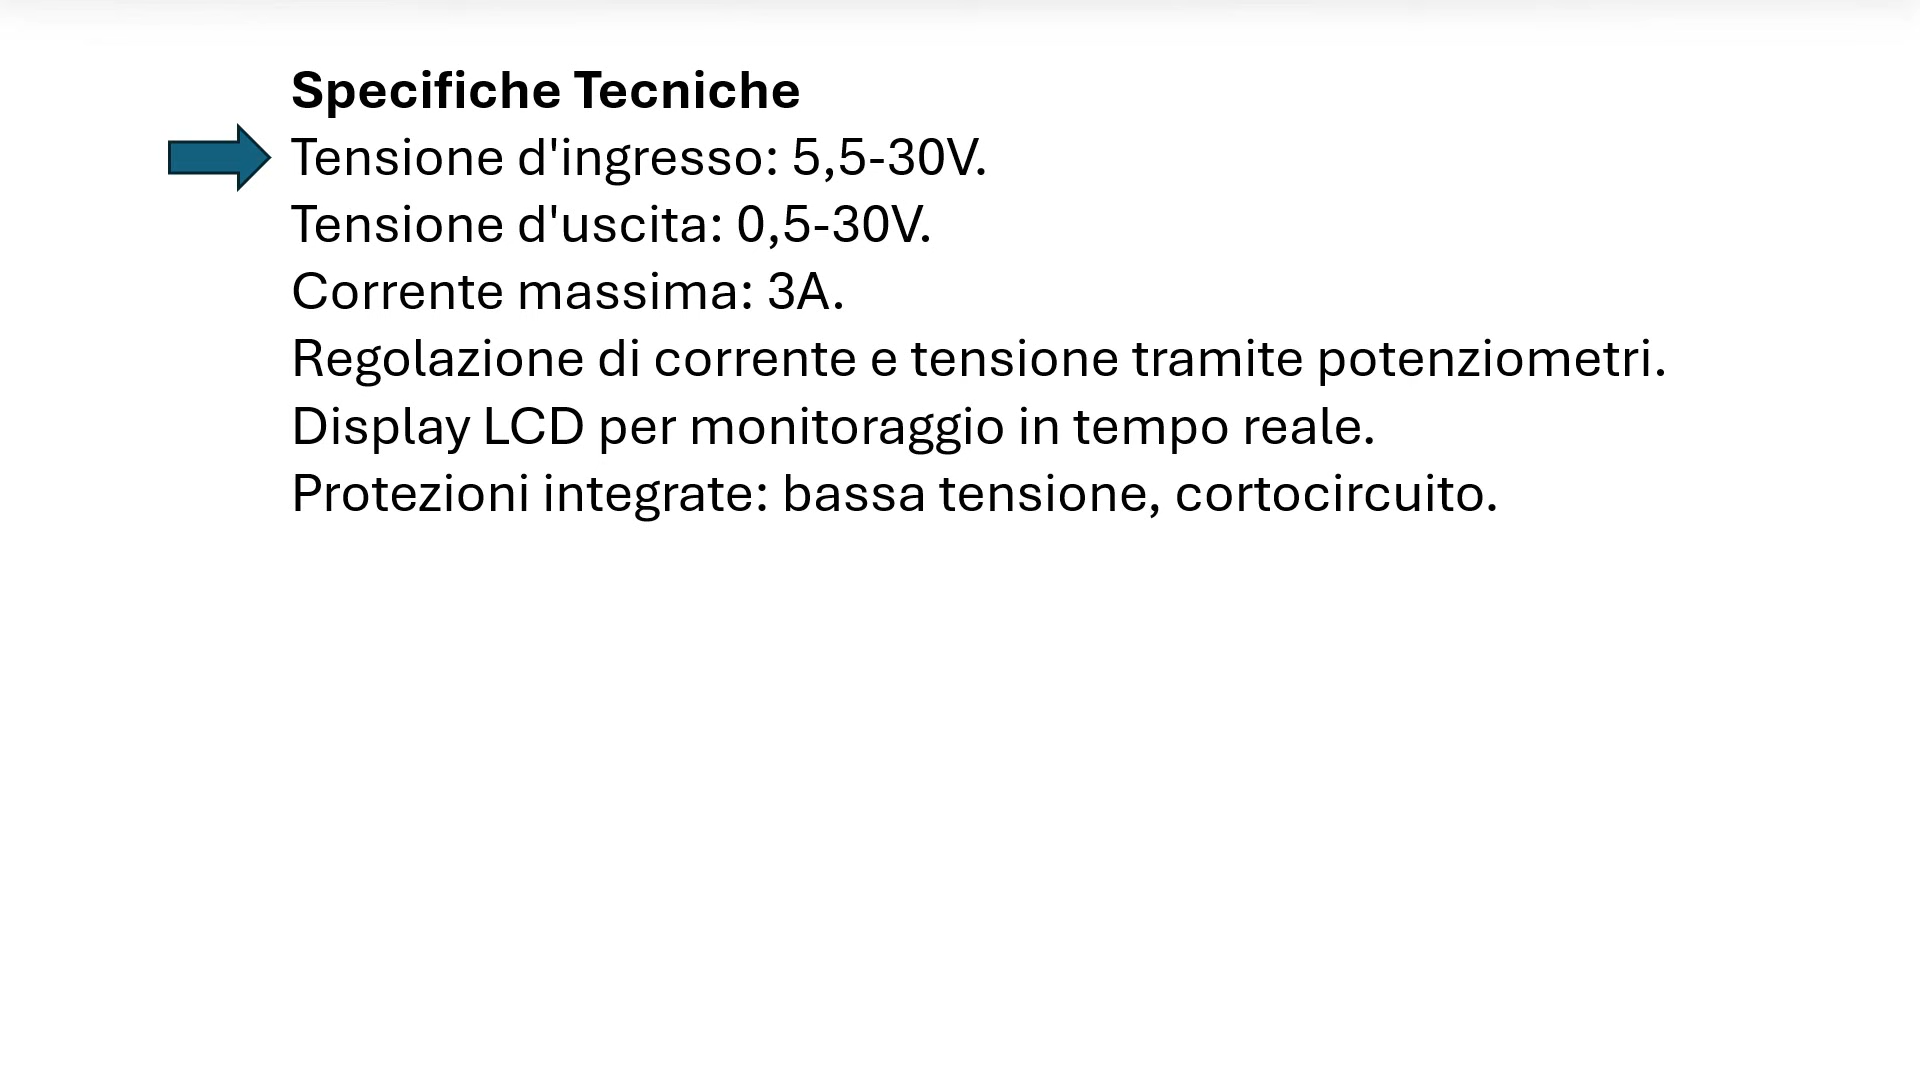 Specifiche Tecniche
Tensione d'ingresso: 5,5-30V.
Tensione d'uscita: 0,5-30V.
Corrente massima: 3A.
Regolazione di corrente e tensione tramite potenziometri.
Display LCD per monitoraggio in tempo reale.
Protezioni integrate: bassa tensione, cortocircuito.